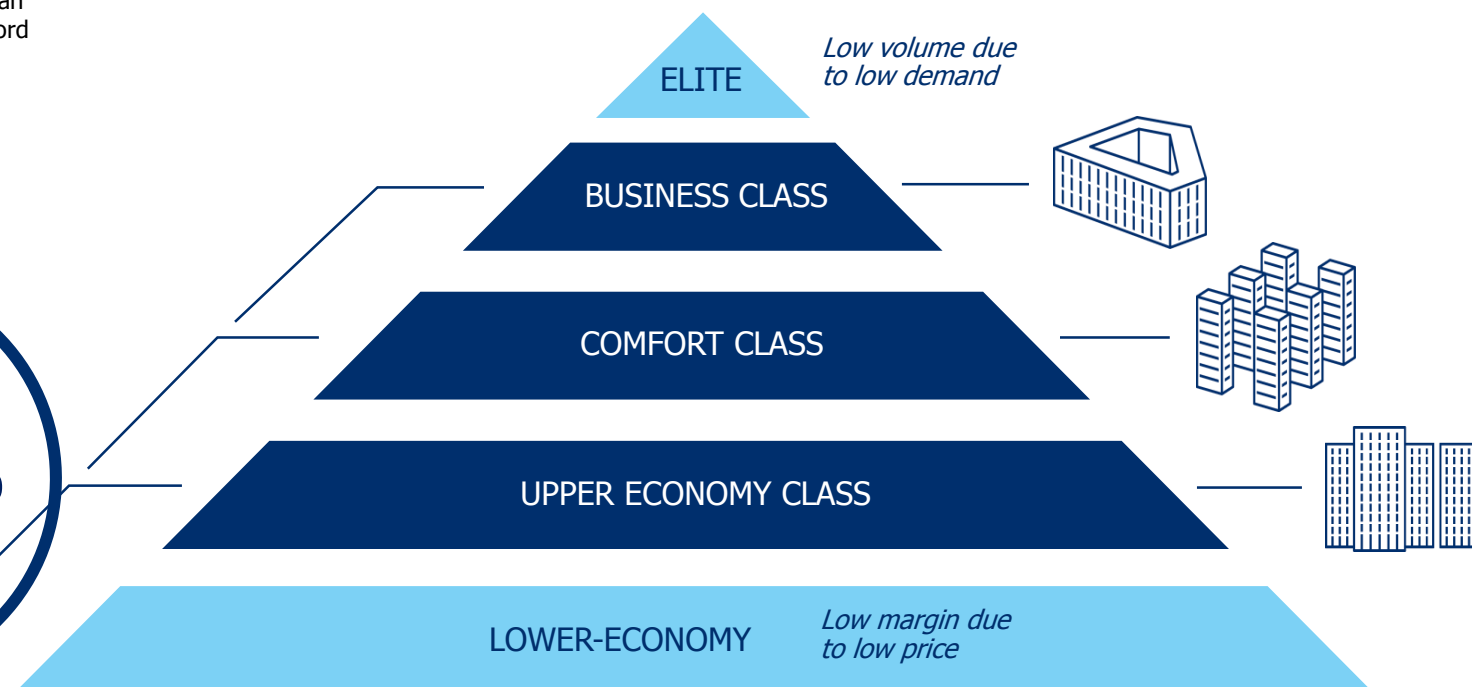 ELITE
Low volume due
to low demand
BUSINESS CLASS
COMFORT CLASS
UPPER ECONOMY CLASS
LOWER-ECONOMY
Low margin due
to low price